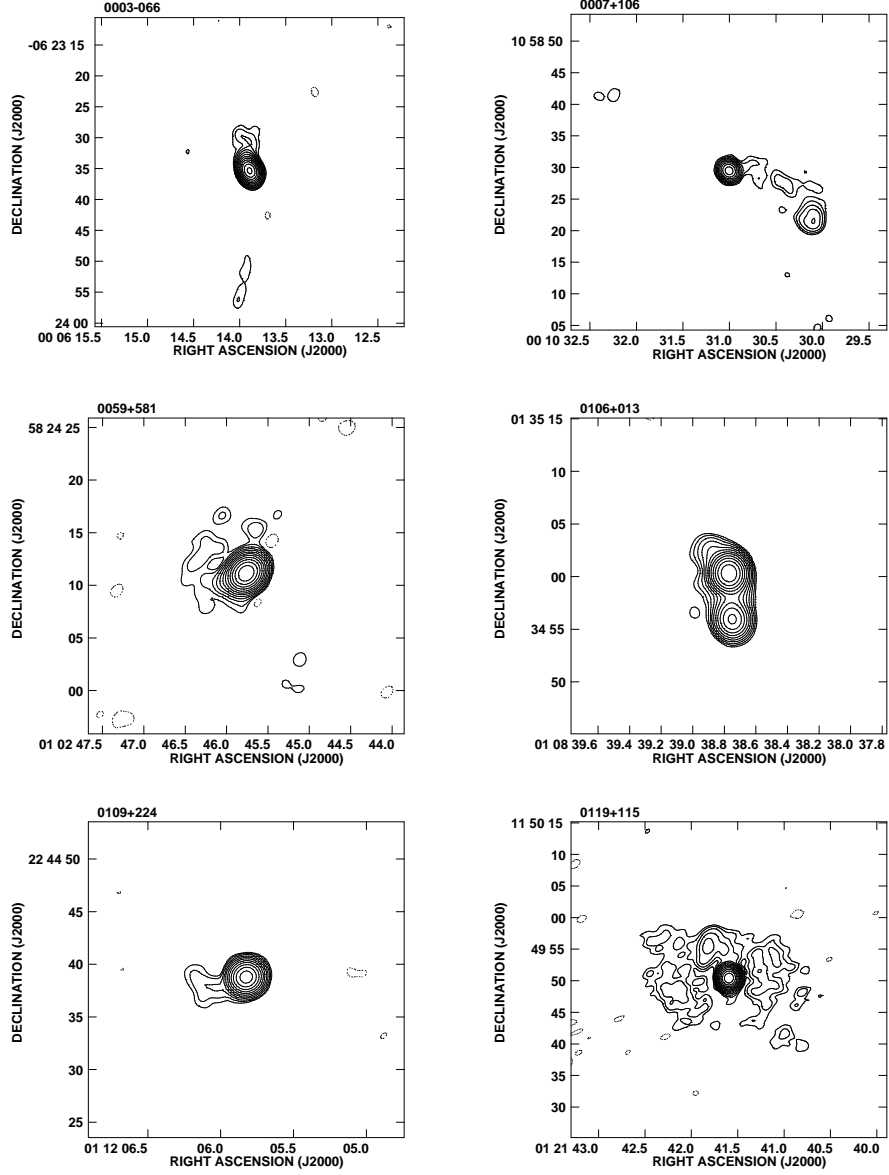 0003-066
DECLINATION (J2000)
-06 23 15
20
25
30
35
40
45
50
55
24 00
00 06 15.5 15.0 14.5 14.0 13.5 13.0 12.5
RIGHT ASCENSION (J2000)
0007+106
DECLINATION (J2000)
10 58 50
45
40
35
30
25
20
15
10
05
00 10 32.5 32.0 31.5 31.0 30.5 30.0 29.5
RIGHT ASCENSION (J2000)
0059+581
DECLINATION (J2000)
58 24 25
20
15
10
05
00
01 02 47.5 47.0 46.5 46.0 45.5 45.0 44.5 44.0
RIGHT ASCENSION (J2000)
0106+013
DECLINATION (J2000)
01 35 15
10
05
00
34 55
50
01 08 39.6 39.4 39.2 39.0 38.8 38.6 38.4 38.2 38.0 37.8
RIGHT ASCENSION (J2000)
0109+224
DECLINATION (J2000)
22 44 50
45
40
35
30
25
01 12 06.5 06.0 05.5 05.0
RIGHT ASCENSION (J2000)
0119+115
DECLINATION (J2000)
11 50 15
10
05
00
49 55
50
45
40
35
30
01 21 43.0 42.5 42.0 41.5 41.0 40.5 40.0
RIGHT ASCENSION (J2000)